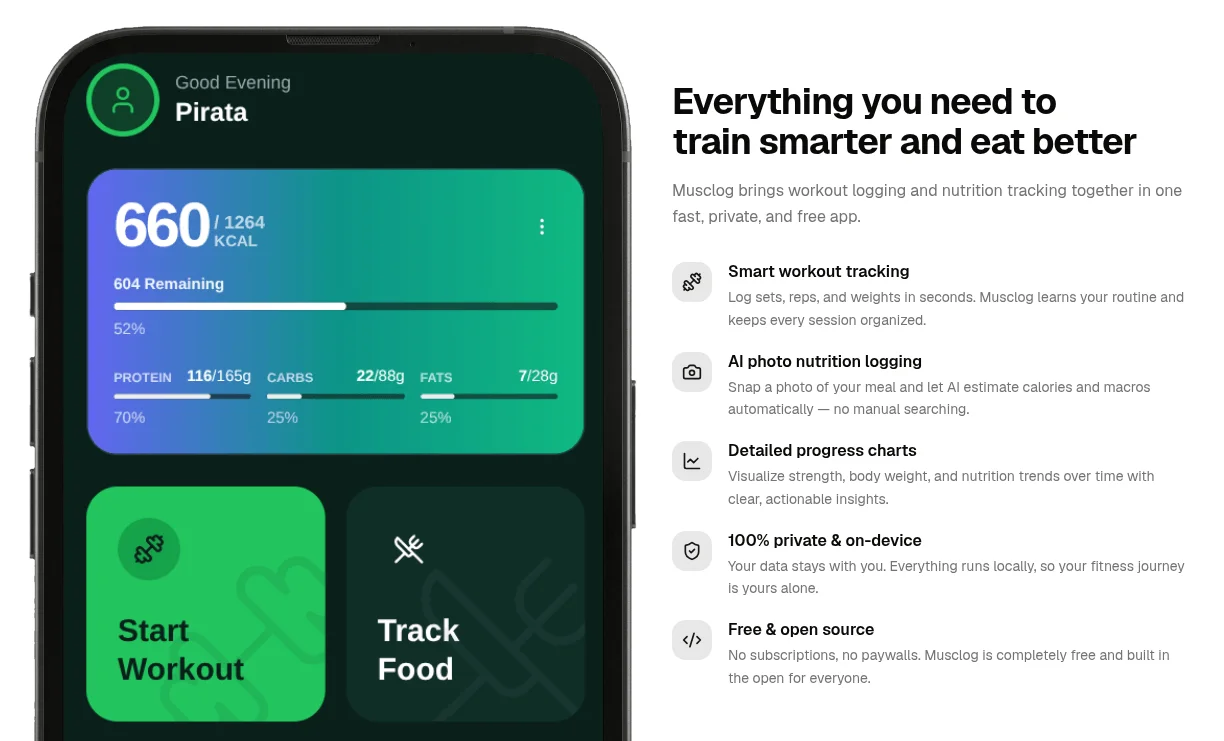 Good Evening
Pirata
660 / 1264
KCAL
604 Remaining
52%
PROTEIN 116/165g CARBS 22/88g FATS 7/28g
70% 25% 25%
Start
Workout
Track
Food
Everything you need to
train smarter and eat better
Musclog brings workout logging and nutrition tracking together in one
fast, private, and free app.
Smart workout tracking
Log sets, reps, and weights in seconds. Musclog learns your routine and
keeps every session organized.
AI photo nutrition logging
Snap a photo of your meal and let AI estimate calories and macros
automatically — no manual searching.
Detailed progress charts
Visualize strength, body weight, and nutrition trends over time with
clear, actionable insights.
100% private & on-device
Your data stays with you. Everything runs locally, so your fitness journey
is yours alone.
Free & open source
No subscriptions, no paywalls. Musclog is completely free and built in
the open for everyone.